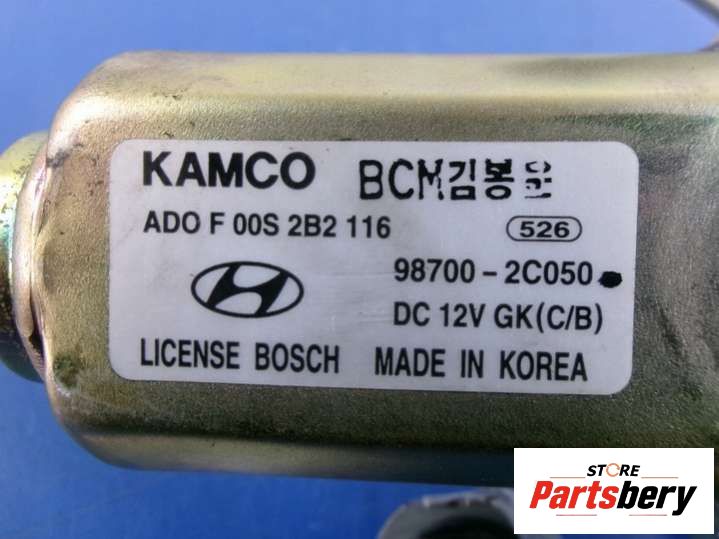 KAMCO BCM김봉운
ADO F 00S 2B2 116 526
98700-2C050
DC 12V GK(C/B)
LICENSE BOSCH MADE IN KOREA
STORE
Partsbery